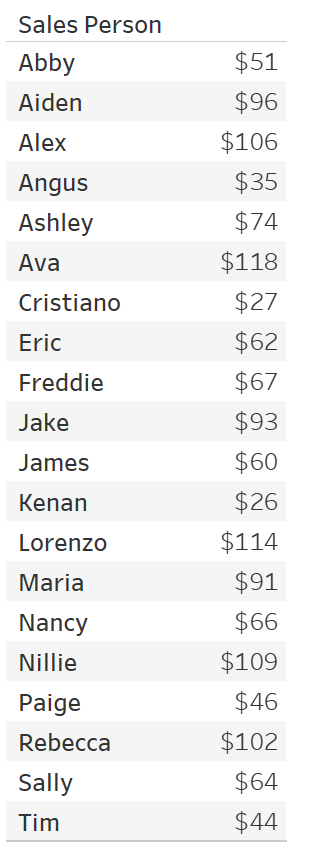 Sales Person
Abby $51
Aiden $96
Alex $106
Angus $35
Ashley $74
Ava $118
Cristiano $27
Eric $62
Freddie $67
Jake $93
James $60
Kenan $26
Lorenzo $114
Maria $91
Nancy $66
Nillie $109
Paige $46
Rebecca $102
Sally $64
Tim $44